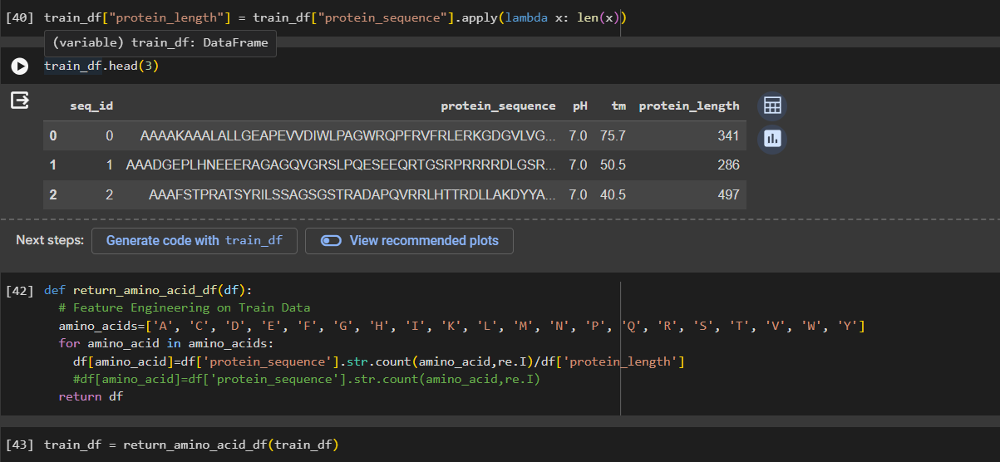 [40] train_df["protein_length"] = train_df["protein_sequence"].apply(lambda x: len(x))
(variable) train_df: DataFrame
train_df.head(3)
seq_id protein_sequence pH tm protein_length
0 0 AAAAKAAALALLGEAPEVVDIWLPAGWRQPFRVFRLERKGDGVLVG... 7.0 75.7 341
1 1 AAADGEPLHNEEERAGAGQVGRSLPQESEEQRTGSRPRRRRDLGSR... 7.0 50.5 286
2 2 AAAFSTPRATSYRILSSAGSGSTRADAPQVRRLHTTRDLLAKDYYA... 7.0 40.5 497
Next steps: Generate code with train_df View recommended plots
[42] def return_amino_acid_df(df):
# Feature Engineering on Train Data
amino_acids=['A', 'C', 'D', 'E', 'F', 'G', 'H', 'I', 'K', 'L', 'M', 'N', 'P', 'Q', 'R', 'S', 'T', 'V', 'W', 'Y']
for amino_acid in amino_acids:
df[amino_acid]=df['protein_sequence'].str.count(amino_acid,re.I)/df['protein_length']
#df[amino_acid]=df['protein_sequence'].str.count(amino_acid,re.I)
return df
[43] train_df = return_amino_acid_df(train_df)